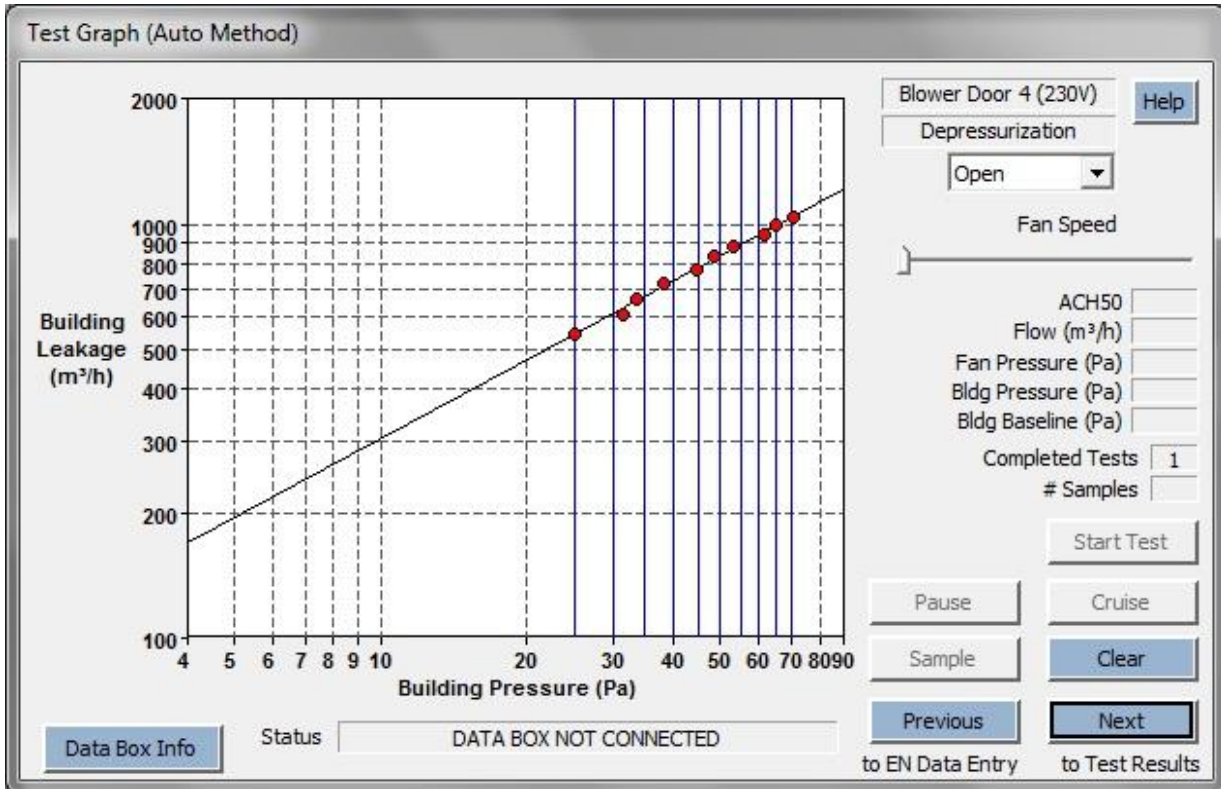 Test Graph (Auto Method)
2000
1000
900
800
700
600
500
400
300
200
100
Building
Leakage
(m³/h)
4 5 6 7 8 9 10 20 30 40 50 60 70 80 90
Building Pressure (Pa)
Blower Door 4 (230V)
Help
Depressurization
Open
Fan Speed
ACH50
Flow (m³/h)
Fan Pressure (Pa)
Bldg Pressure (Pa)
Bldg Baseline (Pa)
Completed Tests 1
# Samples
Start Test
Pause Cruise
Sample Clear
Previous Next
to EN Data Entry to Test Results
Data Box Info
Status DATA BOX NOT CONNECTED